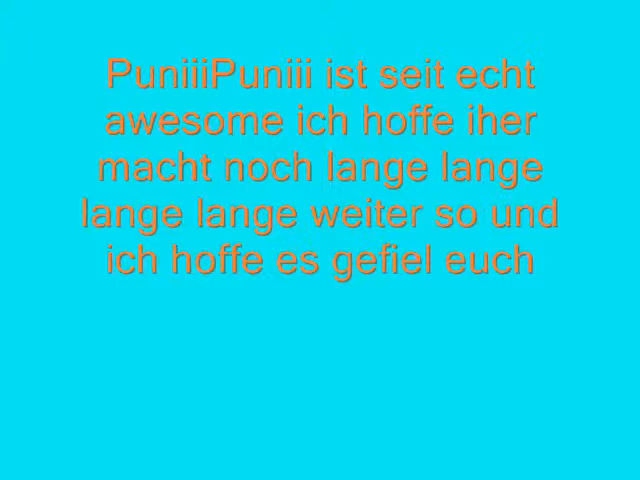 PuniiiPuniii ist seit echt
awesome ich hoffe iher
macht noch lange lange
lange lange weiter so und
ich hoffe es gefiel euch